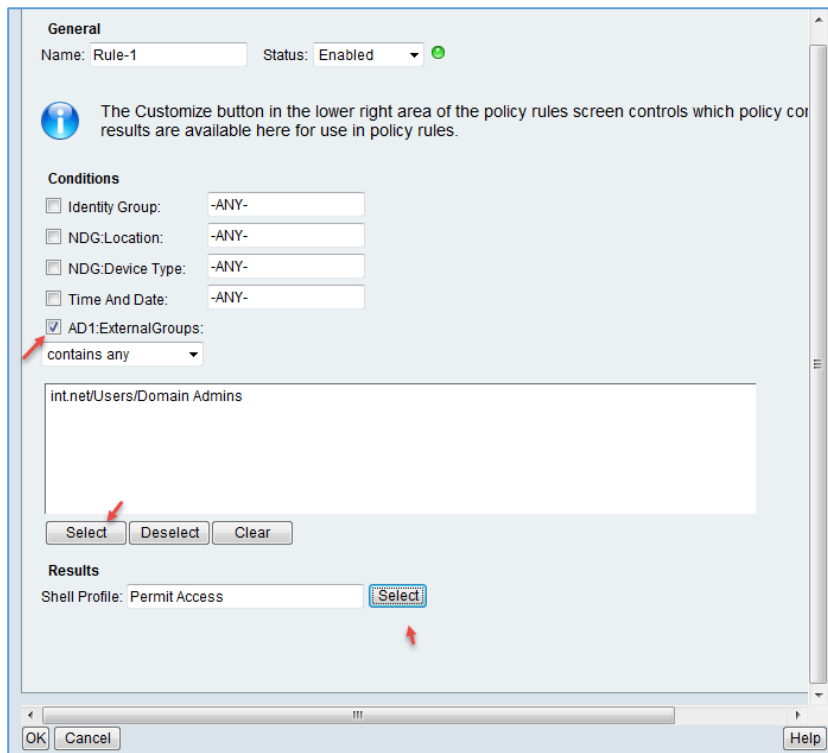 General
Name: Rule-1 Status: Enabled
The Customize button in the lower right area of the policy rules screen controls which policy cor
results are available here for use in policy rules.
Conditions
Identity Group: -ANY-
NDG:Location: -ANY-
NDG:Device Type: -ANY-
Time And Date: -ANY-
AD1:ExternalGroups:
contains any
int.net/Users/Domain Admins
Select Deselect Clear
Results
Shell Profile: Permit Access Select
OK Cancel Help